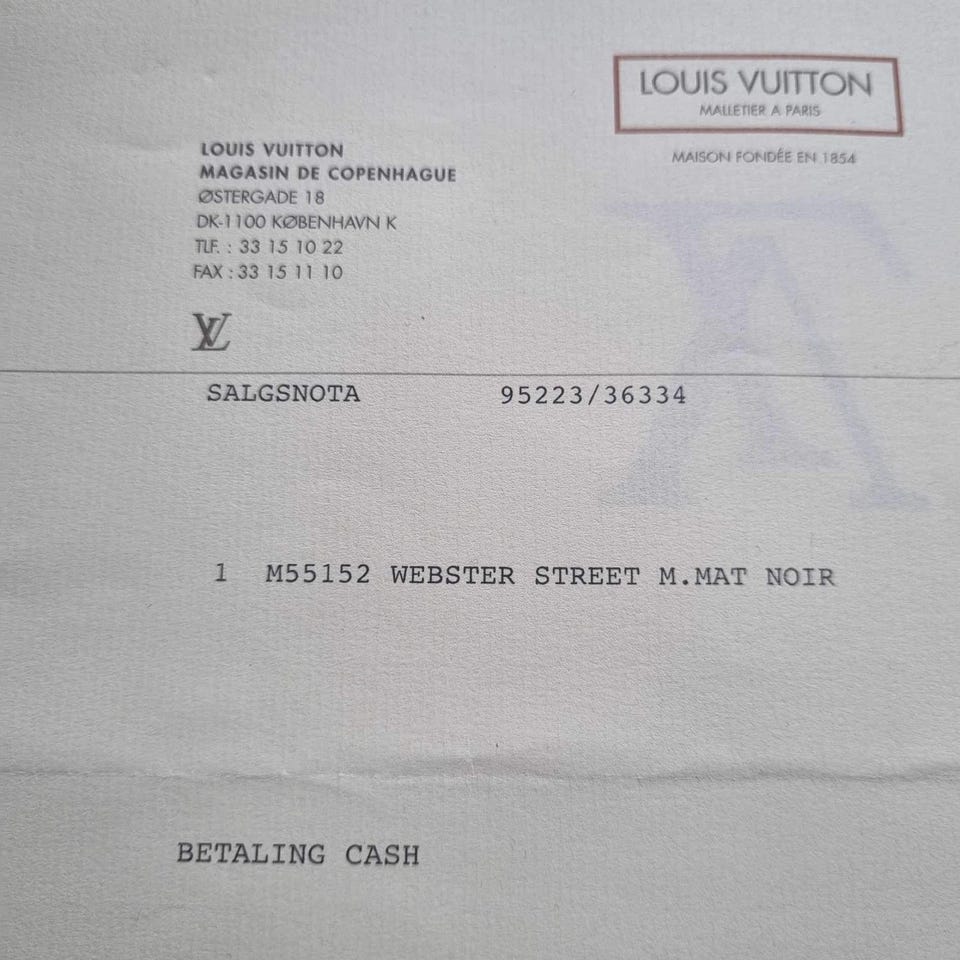 LOUIS VUITTON
MALLETIER A PARIS
MAISON FONDÉE EN 1854
LOUIS VUITTON
MAGASIN DE COPENHAGUE
ØSTERGADE 18
DK-1100 KØBENHAVN K
TLF. : 33 15 10 22
FAX : 33 15 11 10
LV
SALGSNOTA 95223/36334
1 M55152 WEBSTER STREET M.MAT NOIR
BETALING CASH